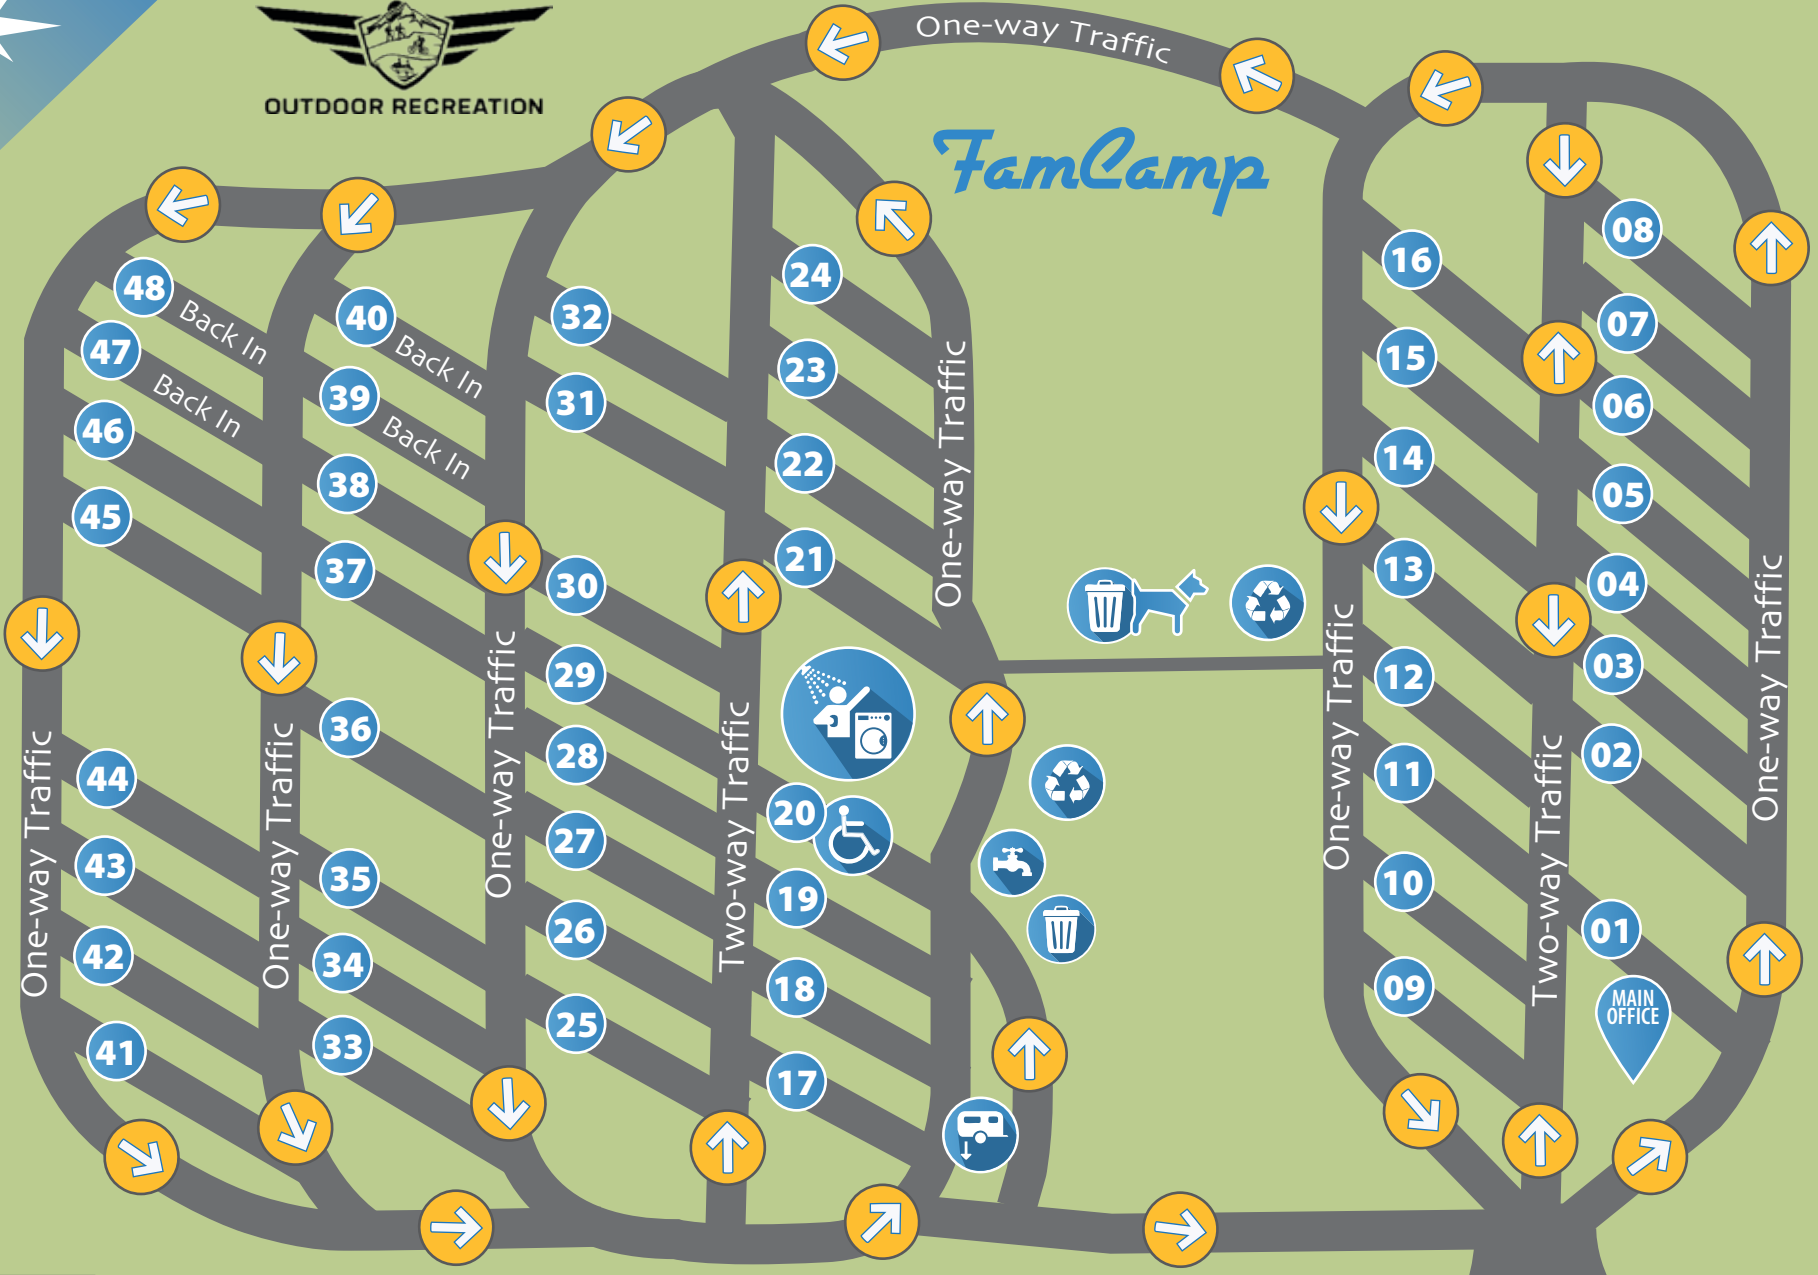 OUTDOOR RECREATION
One-way Traffic
FamCamp
08
16
24
48
Back In
40
Back In
32
07
15
23
47
Back In
39
Back In
31
06
46
14
22
38
05
45
One-way Traffic
21
13
04
37
30
03
29
12
36
02
28
11
44
One-way Traffic
One-way Traffic
One-way Traffic
Two-way Traffic
One-way Traffic
Two-way Traffic
One-way Traffic
20
27
43
35
10
19
26
01
42
34
18
09
MAIN
OFFICE
25
41
33
17